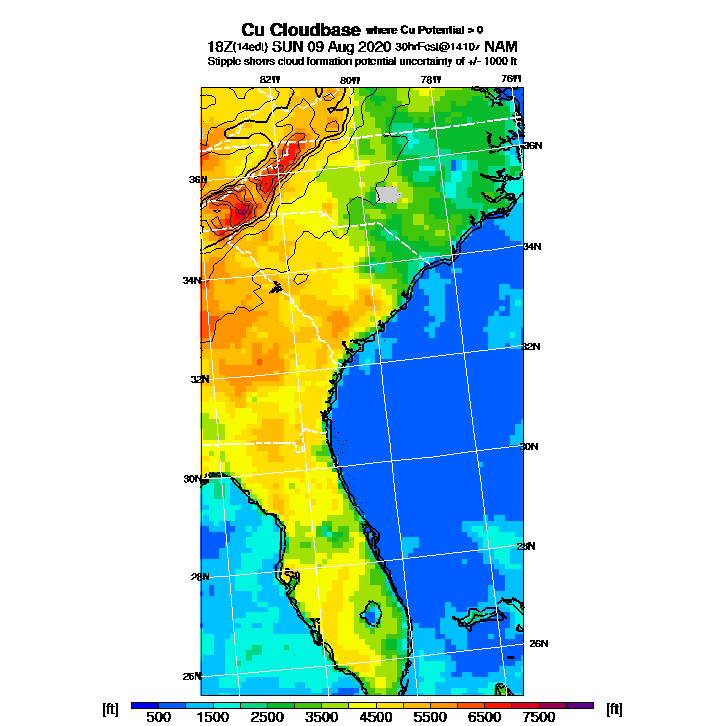 Cu Cloudbase where Cu Potential > 0
18Z(14edt) SUN 09 Aug 2020 30hrFcst@1410z NAM
Stipple shows cloud formation potential uncertainty of +/- 1000 ft
82W 80W 78W 76W
36N
36N
34N
34N
32N
32N
30N
30N
28N
28N
26N
26N
[ft] 500 1500 2500 3500 4500 5500 6500 7500 [ft]